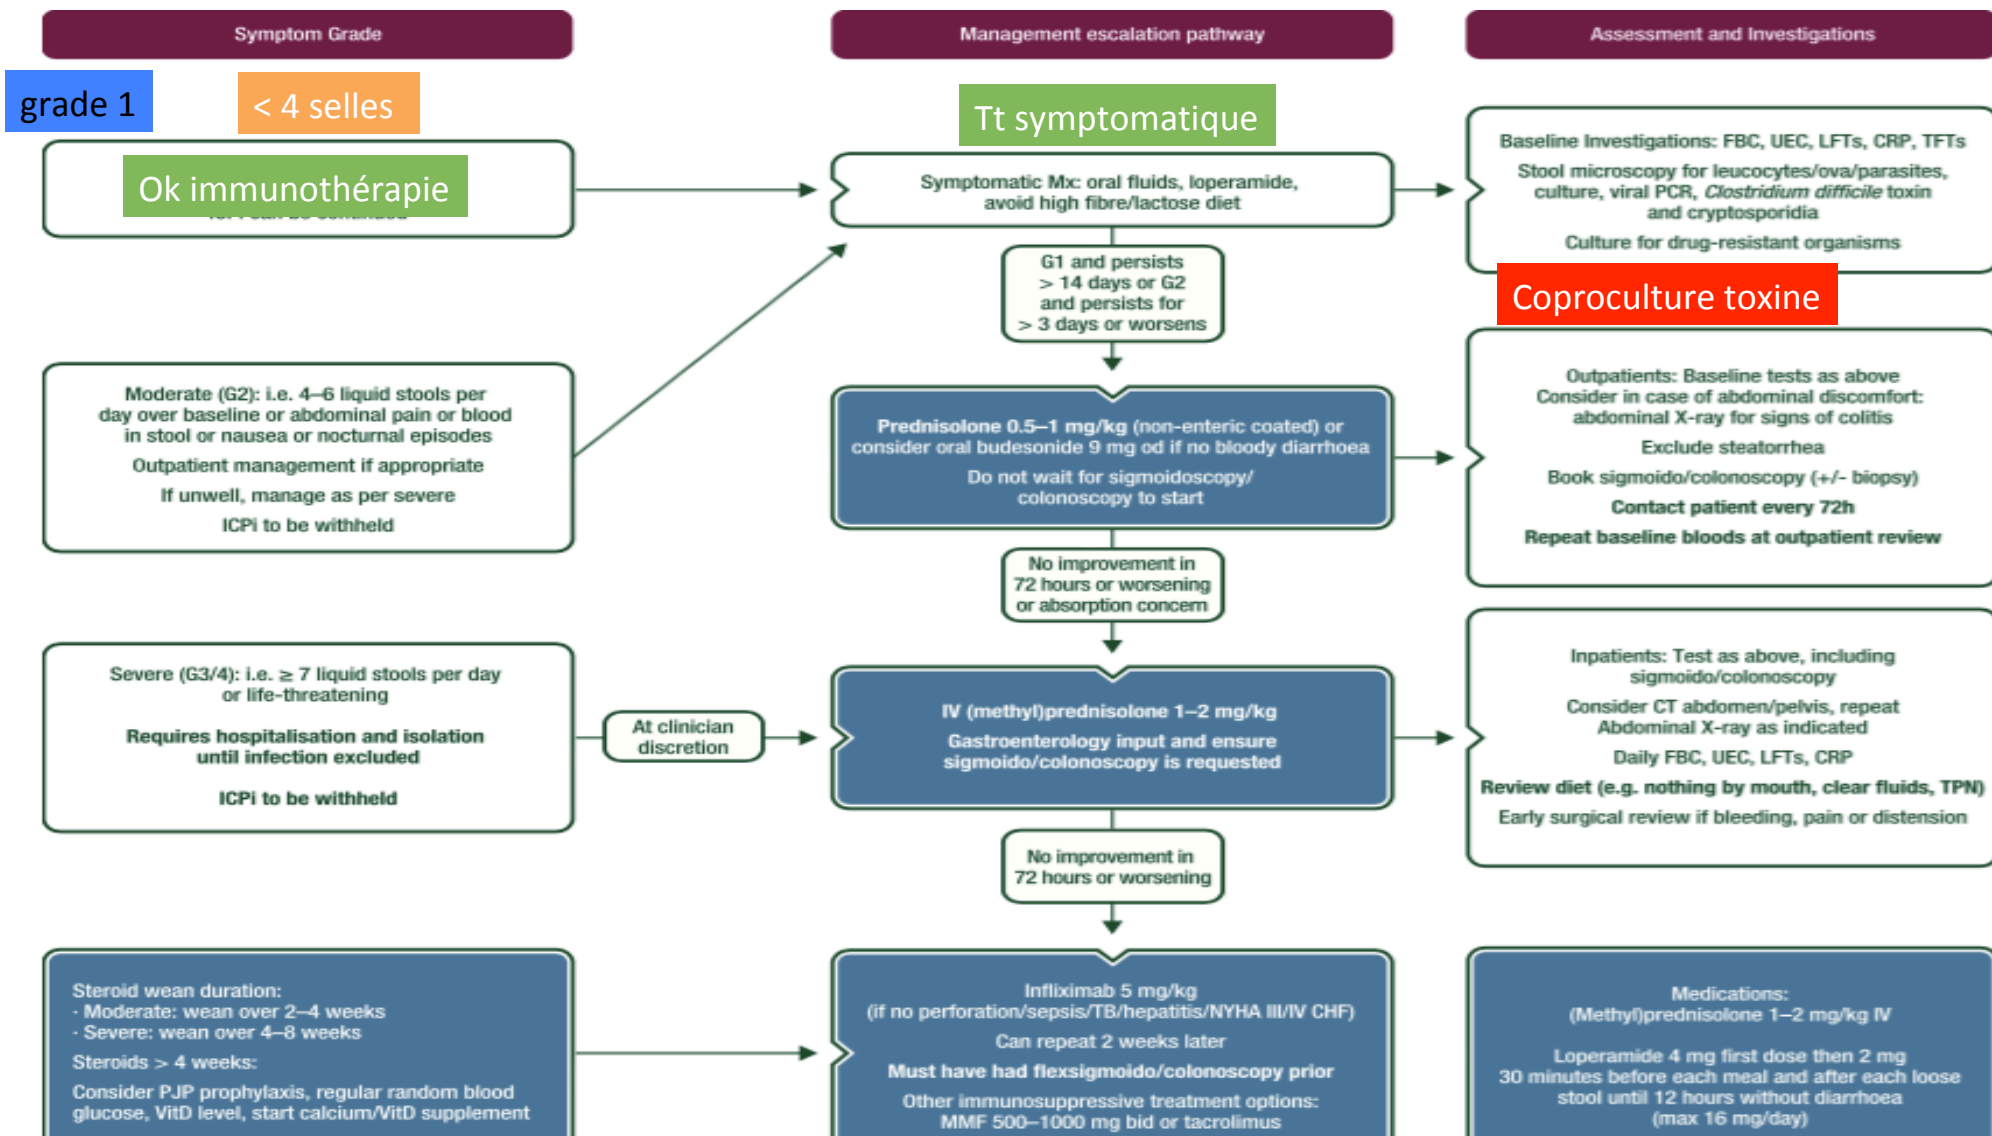 Symptom Grade
Management escalation pathway
Assessment and Investigations
grade 1
< 4 selles
Ok immunothérapie
Tt symptomatique
Symptomatic Mx: oral fluids, loperamide,
avoid high fibre/lactose diet
Baseline Investigations: FBC, UEC, LFTs, CRP, TFTs
Stool microscopy for leucocytes/ova/parasites,
culture, viral PCR, Clostridium difficile toxin
and cryptosporidia
Culture for drug-resistant organisms
Coproculture toxine
G1 and persists
> 14 days or G2
and persists for
> 3 days or worsens
Moderate (G2): i.e. 4–6 liquid stools per
day over baseline or abdominal pain or blood
in stool or nausea or nocturnal episodes
Outpatient management if appropriate
If unwell, manage as per severe
ICPi to be withheld
Prednisolone 0.5–1 mg/kg (non-enteric coated) or
consider oral budesonide 9 mg od if no bloody diarrhoea
Do not wait for sigmoidoscopy/
colonoscopy to start
Outpatients: Baseline tests as above
Consider in case of abdominal discomfort:
abdominal X-ray for signs of colitis
Exclude steatorrhea
Book sigmoido/colonoscopy (+/- biopsy)
Contact patient every 72h
Repeat baseline bloods at outpatient review
No improvement in
72 hours or worsening
or absorption concern
Severe (G3/4): i.e. ≥ 7 liquid stools per day
or life-threatening
Requires hospitalisation and isolation
until infection excluded
ICPi to be withheld
At clinician
discretion
IV (methyl)prednisolone 1–2 mg/kg
Gastroenterology input and ensure
sigmoido/colonoscopy is requested
Inpatients: Test as above, including
sigmoido/colonoscopy
Consider CT abdomen/pelvis, repeat
Abdominal X-ray as indicated
Daily FBC, UEC, LFTs, CRP
Review diet (e.g. nothing by mouth, clear fluids, TPN)
Early surgical review if bleeding, pain or distension
No improvement in
72 hours or worsening
Steroid wean duration:
- Moderate: wean over 2–4 weeks
- Severe: wean over 4–8 weeks
Steroids > 4 weeks:
Consider PJP prophylaxis, regular random blood
glucose, VitD level, start calcium/VitD supplement
Infliximab 5 mg/kg
(if no perforation/sepsis/TB/hepatitis/NYHA III/IV CHF)
Can repeat 2 weeks later
Must have had flexsigmoido/colonoscopy prior
Other immunosuppressive treatment options:
MMF 500–1000 mg bid or tacrolimus
Medications:
(Methyl)prednisolone 1–2 mg/kg IV
Loperamide 4 mg first dose then 2 mg
30 minutes before each meal and after each loose
stool until 12 hours without diarrhoea
(max 16 mg/day)